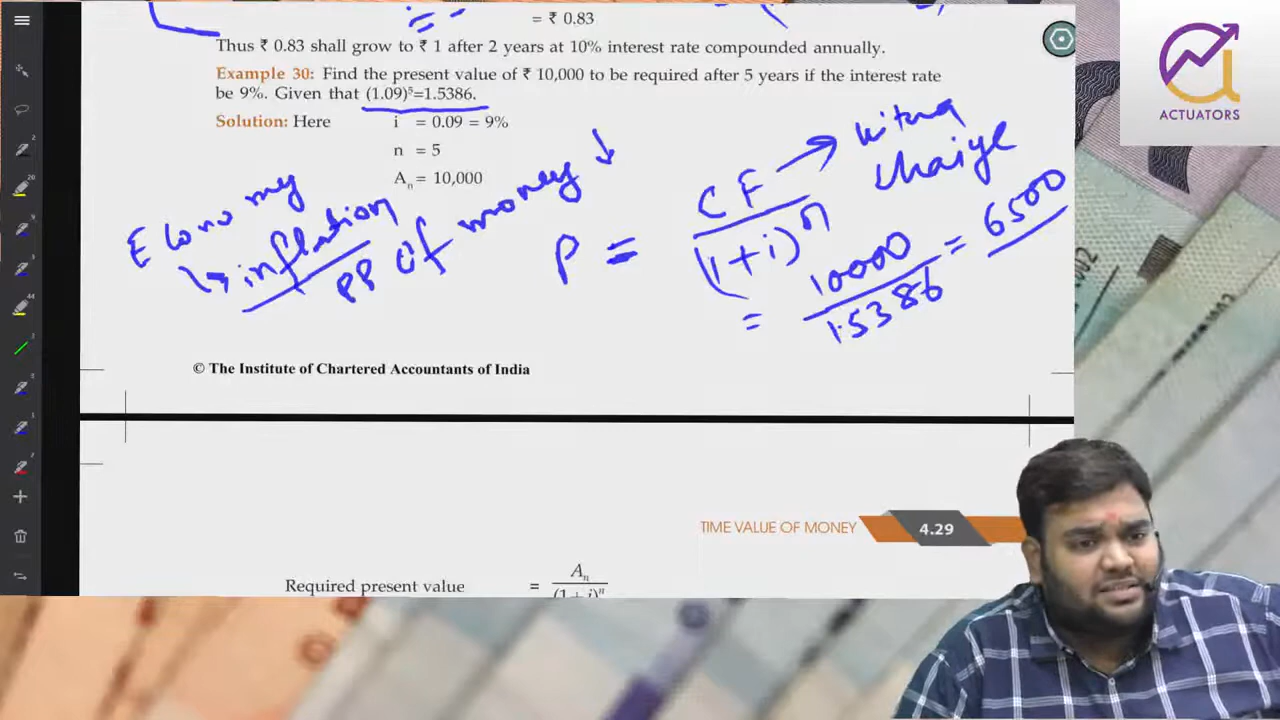 = ₹ 0.83
Thus ₹ 0.83 shall grow to ₹ 1 after 2 years at 10% interest rate compounded annually.
Example 30: Find the present value of ₹ 10,000 to be required after 5 years if the interest rate
be 9%. Given that (1.09)⁵=1.5386.
Solution: Here i = 0.09 = 9%
n = 5
Aₙ = 10,000
Economy
↳ inflation
PP of money ↓
CF → kitna
chaiye
P = CF / (1+i)ⁿ
= 10000 / 1.5386 = 6500
© The Institute of Chartered Accountants of India
TIME VALUE OF MONEY 4.29
Required present value = Aₙ / (1 + i)ⁿ
ACTUATORS